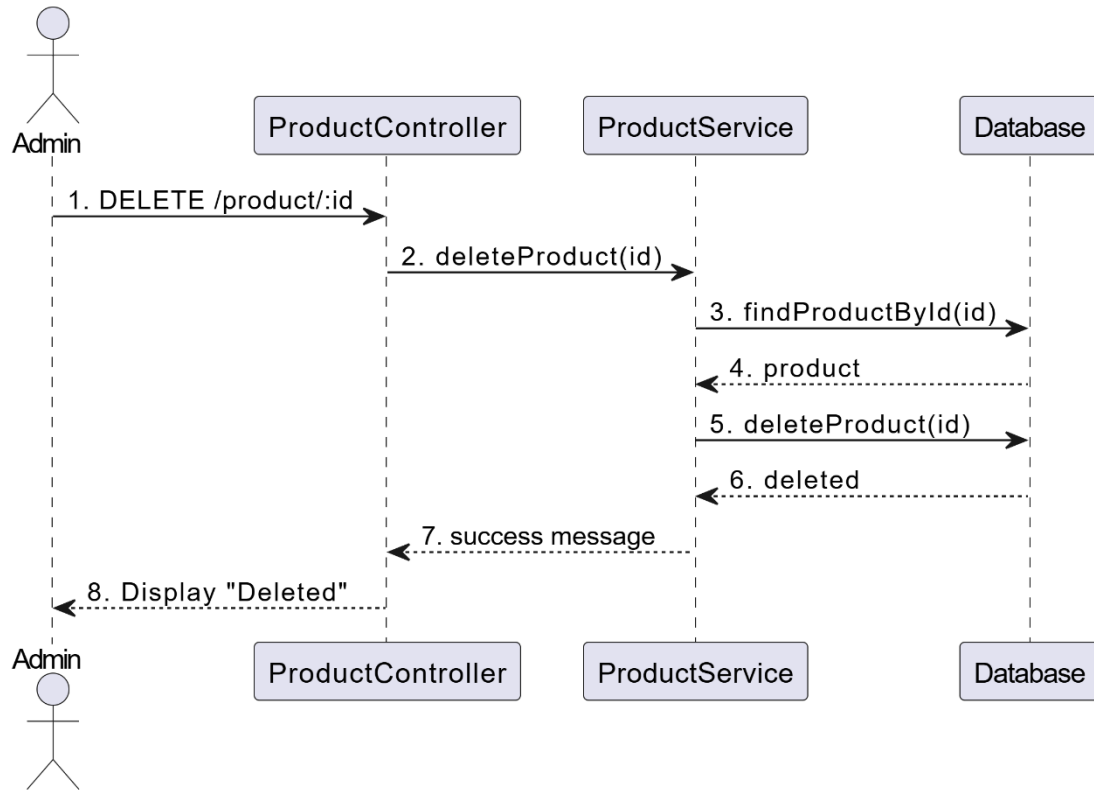 Admin
ProductController
ProductService
Database
1. DELETE /product/:id
2. deleteProduct(id)
3. findProductById(id)
4. product
5. deleteProduct(id)
6. deleted
7. success message
8. Display "Deleted"
Admin
ProductController
ProductService
Database